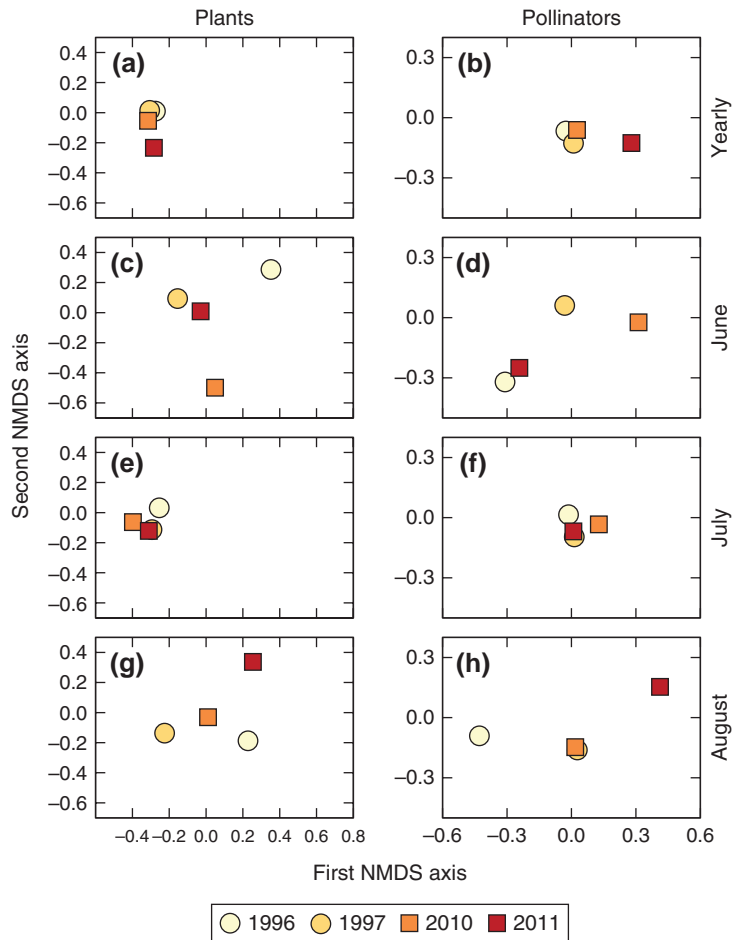 Plants Pollinators
(a) (b)
0.4 0.3
0.2
0.0 0.0
−0.2
−0.4 −0.3
−0.6
Yearly
(c) (d)
0.4 0.3
0.2
0.0 0.0
−0.2
−0.4 −0.3
−0.6
June
(e) (f)
0.4 0.3
0.2
0.0 0.0
−0.2
−0.4 −0.3
−0.6
July
(g) (h)
0.4 0.3
0.2
0.0 0.0
−0.2
−0.4 −0.3
−0.6
August
Second NMDS axis
−0.4 −0.2 0.0 0.2 0.4 0.6 0.8 −0.6 −0.3 0.0 0.3 0.6
First NMDS axis
1996 1997 2010 2011